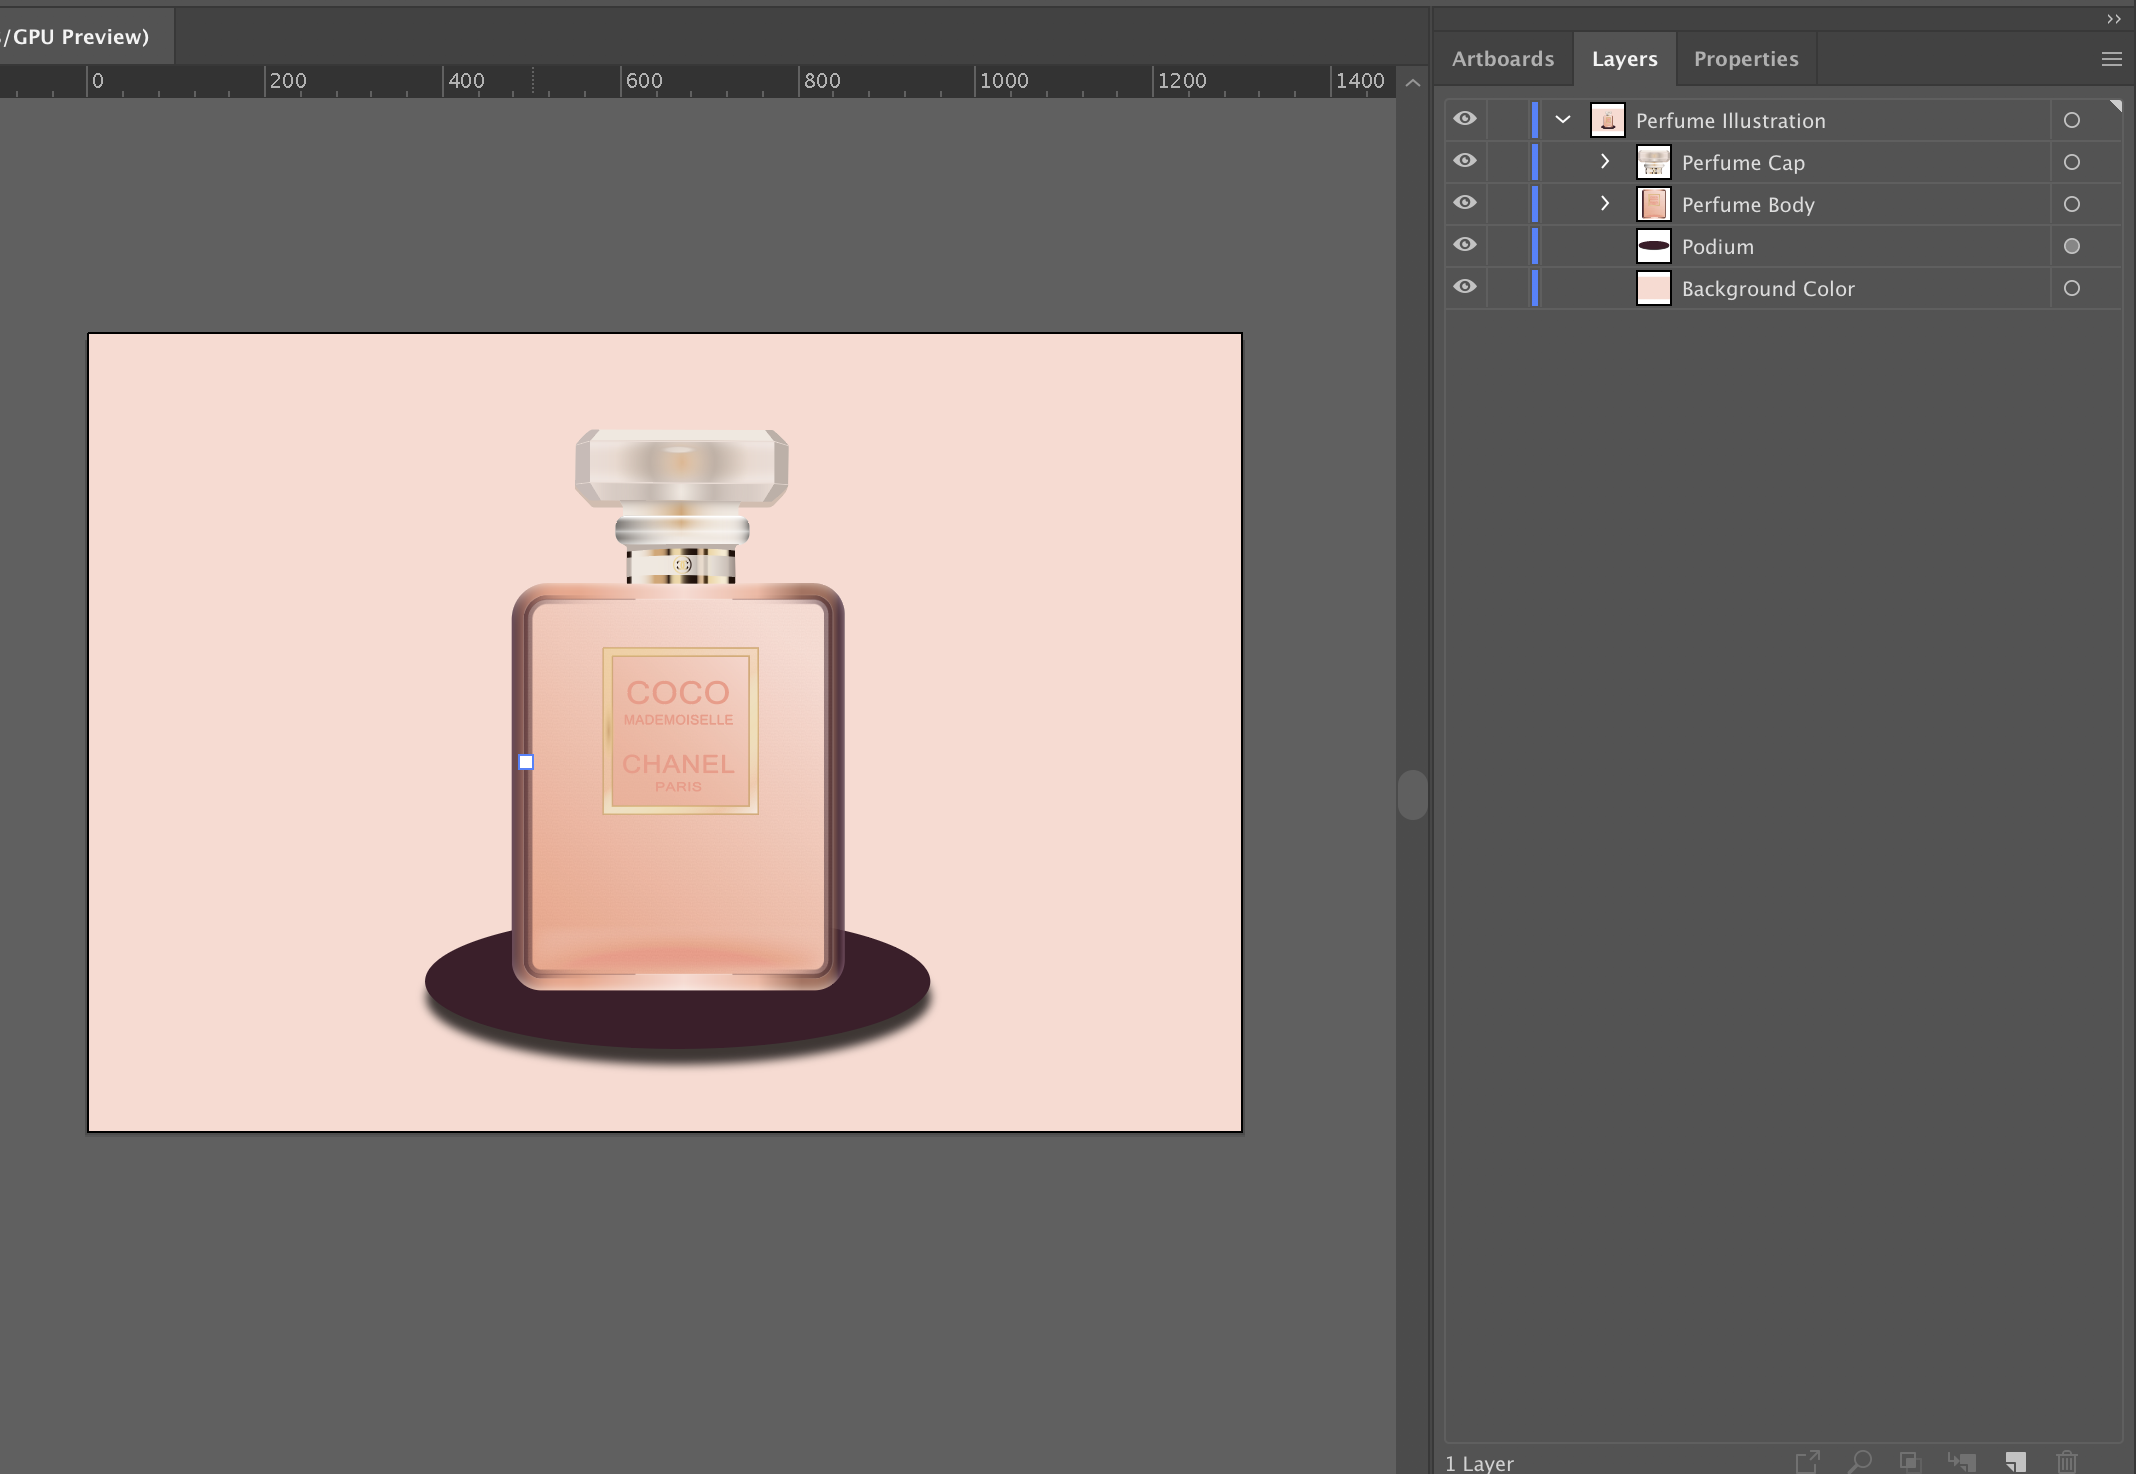 /GPU Preview)
0 200 400 600 800 1000 1200 1400
Artboards Layers Properties
Perfume Illustration
Perfume Cap
Perfume Body
Podium
Background Color
COCO
MADEMOISELLE
CHANEL
PARIS
1 Layer